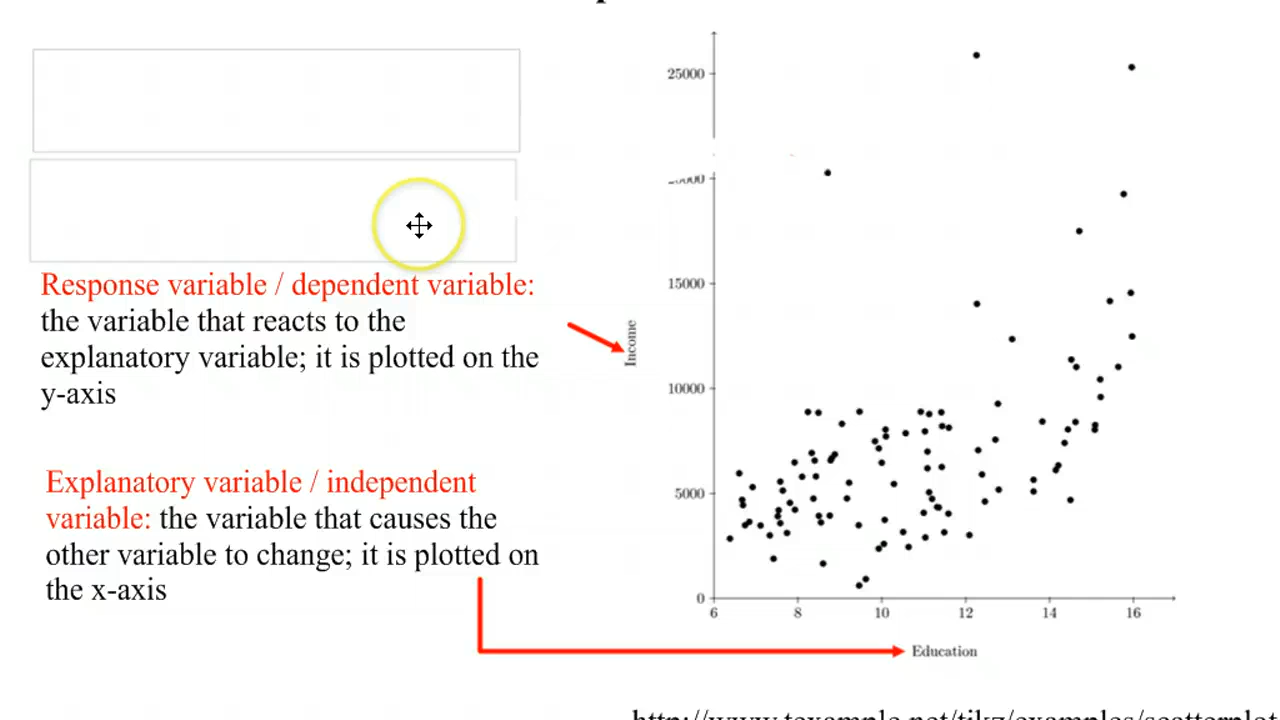 Response variable / dependent variable:
the variable that reacts to the
explanatory variable; it is plotted on the
y-axis
Explanatory variable / independent
variable: the variable that causes the
other variable to change; it is plotted on
the x-axis
25000
15000
10000
5000
0
Income
6 8 10 12 14 16
Education